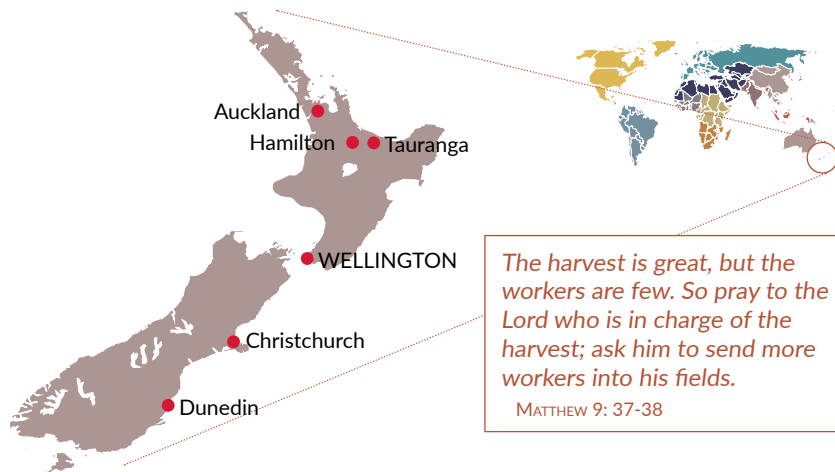 Auckland
Hamilton
Tauranga
WELLINGTON
Christchurch
Dunedin
The harvest is great, but the
workers are few. So pray to the
Lord who is in charge of the
harvest; ask him to send more
workers into his fields.
Matthew 9: 37-38